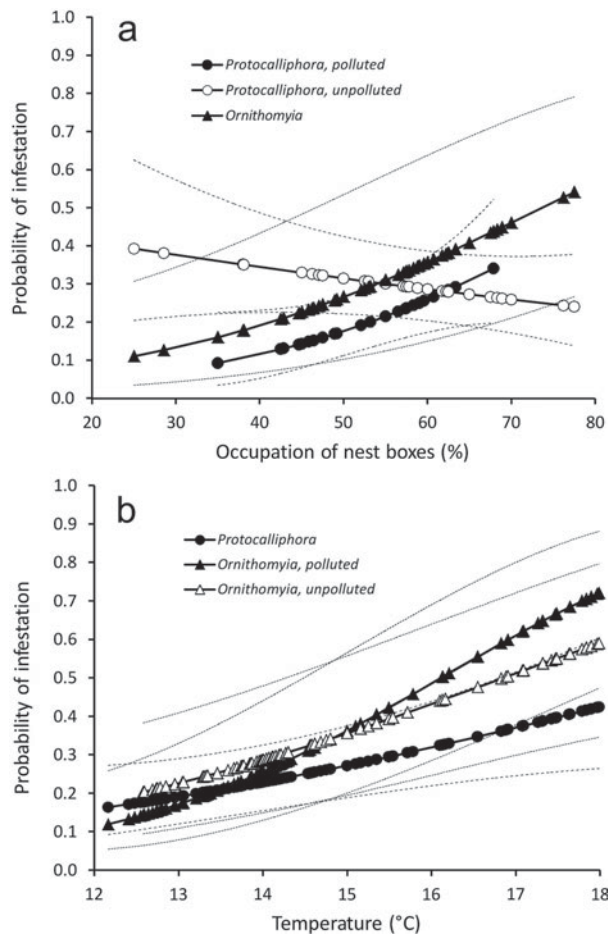 a
Protocalliphora, polluted
Protocalliphora, unpolluted
Ornithomyia
Probability of infestation
1.0
0.9
0.8
0.7
0.6
0.5
0.4
0.3
0.2
0.1
0.0
20 30 40 50 60 70 80
Occupation of nest boxes (%)
b
Protocalliphora
Ornithomyia, polluted
Ornithomyia, unpolluted
Probability of infestation
1.0
0.9
0.8
0.7
0.6
0.5
0.4
0.3
0.2
0.1
0.0
12 13 14 15 16 17 18
Temperature (°C)